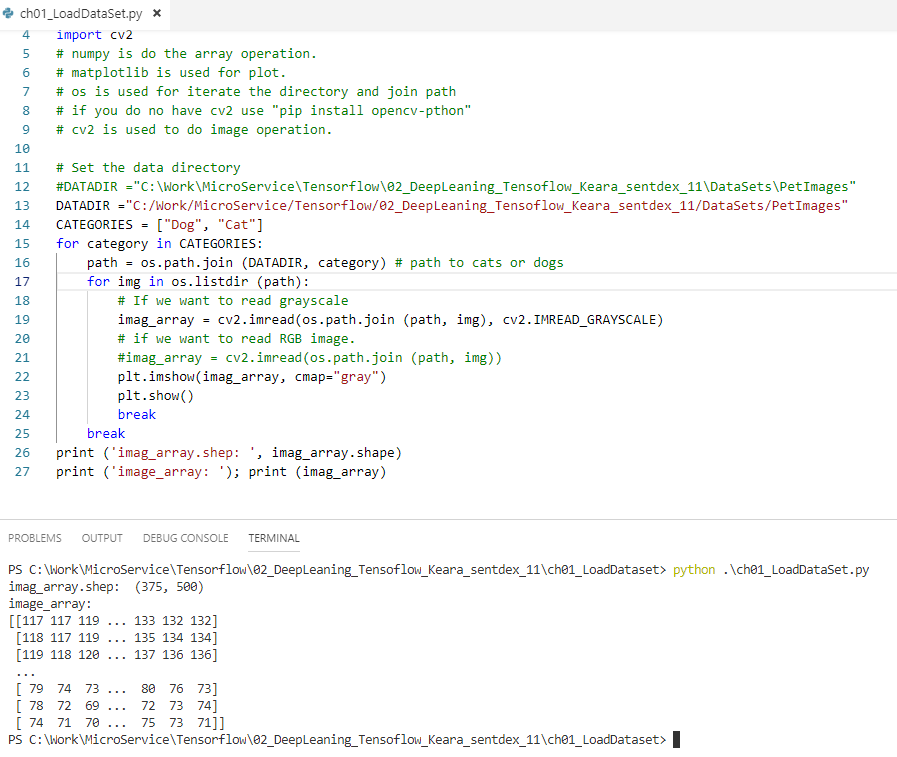 ch01_LoadDataSet.py ×
4 import cv2
5 # numpy is do the array operation.
6 # matplotlib is used for plot.
7 # os is used for iterate the directory and join path
8 # if you do no have cv2 use "pip install opencv-pthon"
9 # cv2 is used to do image operation.
10
11 # Set the data directory
12 #DATADIR ="C:\Work\MicroService\Tensorflow\02_DeepLeaning_Tensoflow_Keara_sentdex_11\DataSets\PetImages"
13 DATADIR ="C:/Work/MicroService/Tensorflow/02_DeepLeaning_Tensoflow_Keara_sentdex_11/DataSets/PetImages"
14 CATEGORIES = ["Dog", "Cat"]
15 for category in CATEGORIES:
16     path = os.path.join (DATADIR, category) # path to cats or dogs
17     for img in os.listdir (path):
18         # If we want to read grayscale
19         imag_array = cv2.imread(os.path.join (path, img), cv2.IMREAD_GRAYSCALE)
20         # if we want to read RGB image.
21         #imag_array = cv2.imread(os.path.join (path, img))
22         plt.imshow(imag_array, cmap="gray")
23         plt.show()
24         break
25     break
26 print ('imag_array.shep: ', imag_array.shape)
27 print ('image_array: '); print (imag_array)
PROBLEMS OUTPUT DEBUG CONSOLE TERMINAL
PS C:\Work\MicroService\Tensorflow\02_DeepLeaning_Tensoflow_Keara_sentdex_11\ch01_LoadDataset> python .\ch01_LoadDataSet.py
imag_array.shep:  (375, 500)
image_array:
[[117 117 119 ... 133 132 132]
 [118 117 119 ... 135 134 134]
 [119 118 120 ... 137 136 136]
 ...
 [ 79  74  73 ...  80  76  73]
 [ 78  72  69 ...  72  73  74]
 [ 74  71  70 ...  75  73  71]]
PS C:\Work\MicroService\Tensorflow\02_DeepLeaning_Tensoflow_Keara_sentdex_11\ch01_LoadDataset>